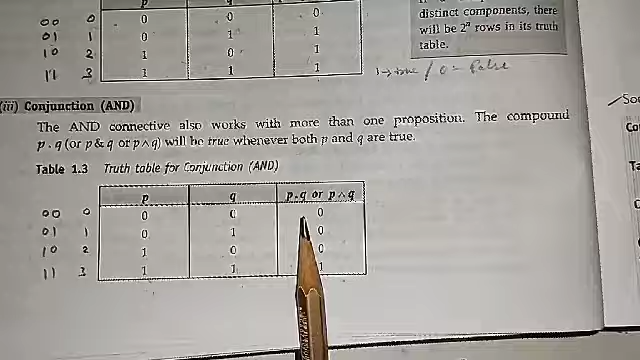 p q
00 0 0 0 0
01 1 0 1 1
10 2 1 0 1
11 3 1 1 1
distinct components, there
will be 2ⁿ rows in its truth
table.
1→ true / 0 = false
(iii) Conjunction (AND)
The AND connective also works with more than one proposition. The compound
p . q (or p & q or p ∧ q) will be true whenever both p and q are true.
Table 1.3 Truth table for Conjunction (AND)
p q p.q or p ∧ q
00 0 0 0 0
01 1 0 1 0
10 2 1 0 0
11 3 1 1 1